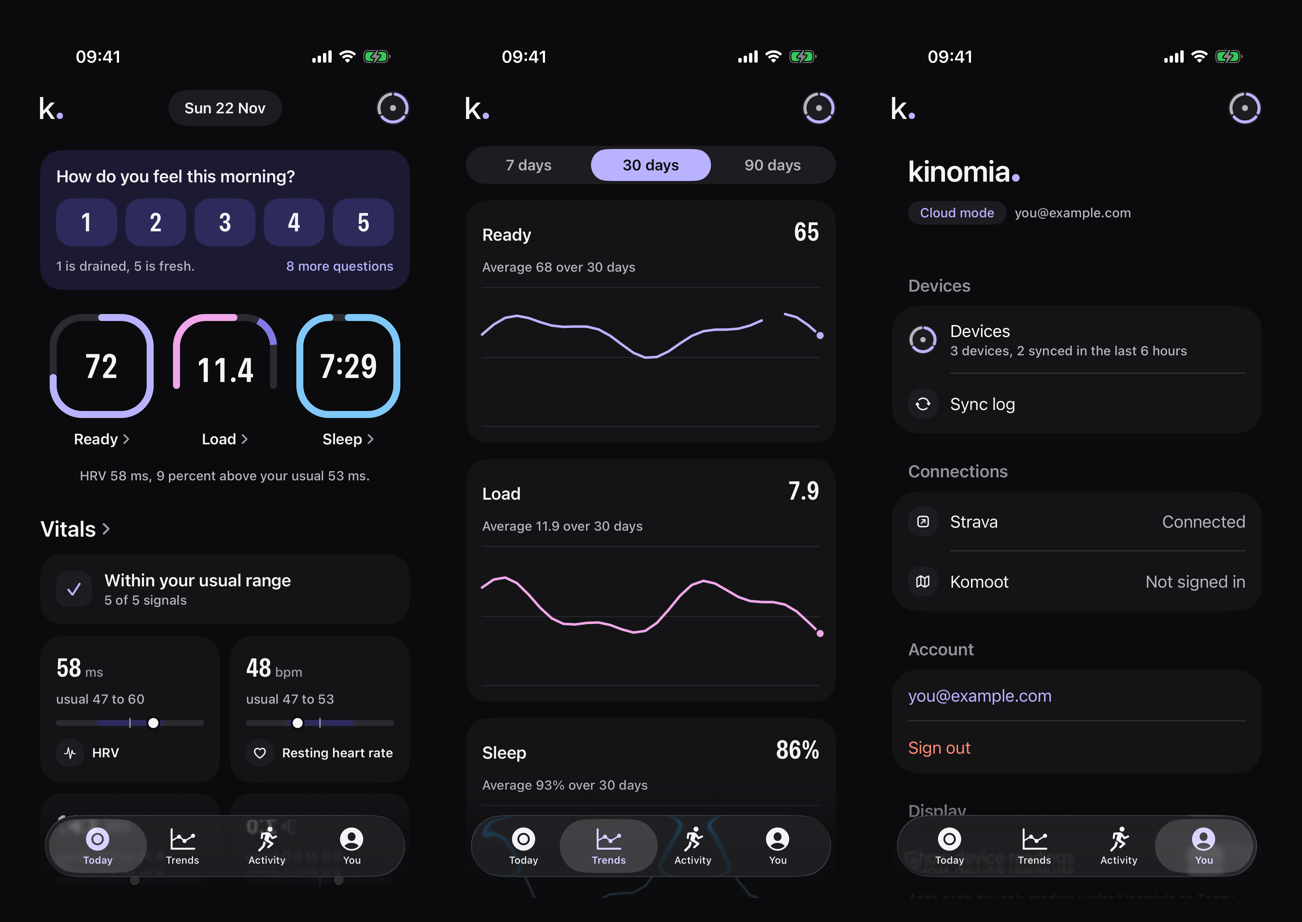 09:41
k.
Sun 22 Nov
How do you feel this morning?
1 2 3 4 5
1 is drained, 5 is fresh. 8 more questions
72 11.4 7:29
Ready Load Sleep
HRV 58 ms, 9 percent above your usual 53 ms.
Vitals
Within your usual range
5 of 5 signals
58 ms
usual 47 to 60
HRV
48 bpm
usual 47 to 53
Resting heart rate
Today Trends Activity You
09:41
k.
7 days 30 days 90 days
Ready 65
Average 68 over 30 days
Load 7.9
Average 11.9 over 30 days
Sleep 86%
Average 93% over 30 days
Today Trends Activity You
09:41
k.
kinomia.
Cloud mode you@example.com
Devices
Devices
3 devices, 2 synced in the last 6 hours
Sync log
Connections
Strava Connected
Komoot Not signed in
Account
you@example.com
Sign out
Display
Today Trends Activity You